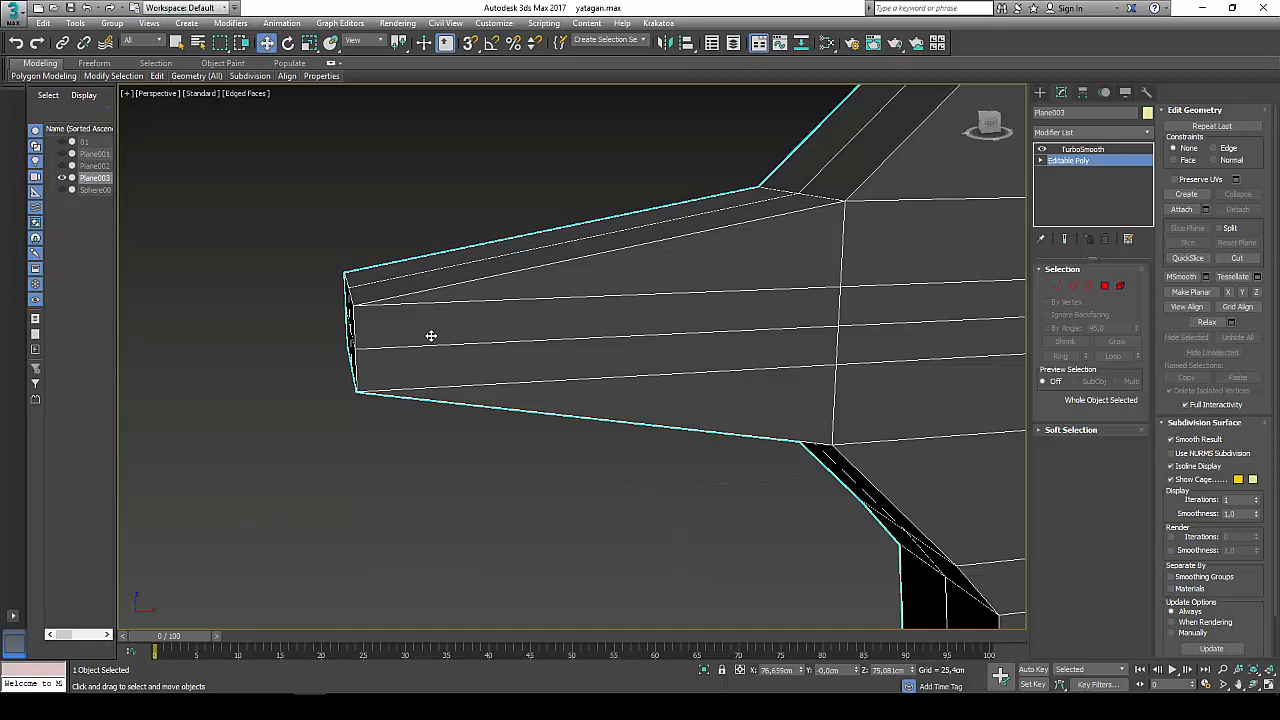 Workspace: Default
Autodesk 3ds Max 2017    yatagan.max
Type a keyword or phrase
Sign In
MAX
Edit Tools Group Views Create Modifiers Animation Graph Editors Rendering Civil View Customize Scripting Content Help Krakatoa
All View Create Selection Se
Modeling Freeform Selection Object Paint Populate
Polygon Modeling Modify Selection Edit Geometry (All) Subdivision Align Properties
Select Display
[+] [Perspective] [Standard] [Edged Faces]
Name (Sorted Ascen
01
Plane001
Plane002
Plane003
Sphere00
FRONT
Plane003
Modifier List
TurboSmooth
Editable Poly
Selection
By Vertex
Ignore Backfacing
By Angle: 45,0
Shrink Grow
Ring Loop
Preview Selection
Off SubObj Multi
Whole Object Selected
Soft Selection
Edit Geometry
Repeat Last
Constraints
None Edge
Face Normal
Preserve UVs
Create Collapse
Attach Detach
Slice Plane Split
Slice Reset Plane
QuickSlice Cut
MSmooth Tessellate
Make Planar X Y Z
View Align Grid Align
Relax
Hide Selected Unhide All
Hide Unselected
Named Selections:
Copy Paste
Delete Isolated Vertices
Full Interactivity
Subdivision Surface
Smooth Result
Use NURMS Subdivision
Isoline Display
Show Cage......
Display
Iterations: 1
Smoothness: 1,0
Render
Iterations: 0
Smoothness: 1,0
Separate By
Smoothing Groups
Materials
Update Options
Always
When Rendering
Manually
Update
z
0 / 100
0 5 10 15 20 25 30 35 40 45 50 55 60 65 70 75 80 85 90 95 100
1 Object Selected
Welcome to M
Click and drag to select and move objects
X: 76,659cm Y: -0,0cm Z: 75,081cm Grid = 25,4cm
Add Time Tag
Auto Key Selected
Set Key Key Filters...
0